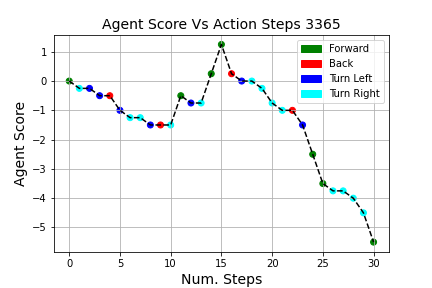 Agent Score Vs Action Steps 3365
Forward
Back
Turn Left
Turn Right
1
0
−1
−2
−3
−4
−5
Agent Score
0 5 10 15 20 25 30
Num. Steps